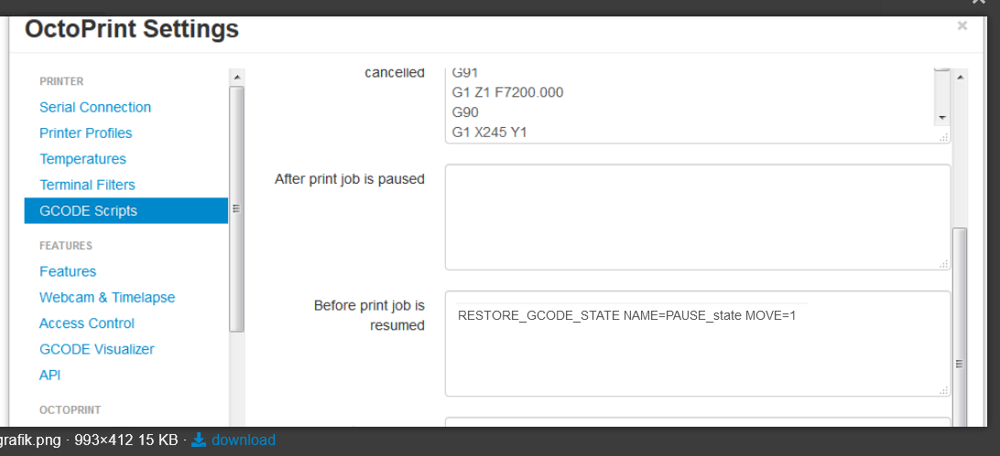 OctoPrint Settings
PRINTER
Serial Connection
Printer Profiles
Temperatures
Terminal Filters
GCODE Scripts
FEATURES
Features
Webcam & Timelapse
Access Control
GCODE Visualizer
API
OCTOPRINT
cancelled
G91
G1 Z1 F7200.000
G90
G1 X245 Y1
After print job is paused
Before print job is
resumed
RESTORE_GCODE_STATE NAME=PAUSE_state MOVE=1
grafik.png · 993×412 15 KB · download